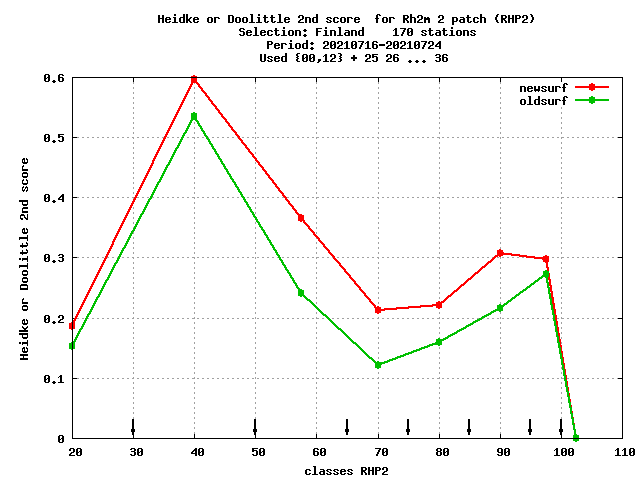 Heidke or Doolittle 2nd score  for Rh2m 2 patch (RHP2)
Selection: Finland    170 stations
Period: 20210716-20210724
Used {00,12} + 25 26 ... 36
newsurf
oldsurf
Heidke or Doolittle 2nd score
0.6
0.5
0.4
0.3
0.2
0.1
0
20 30 40 50 60 70 80 90 100 110
classes RHP2